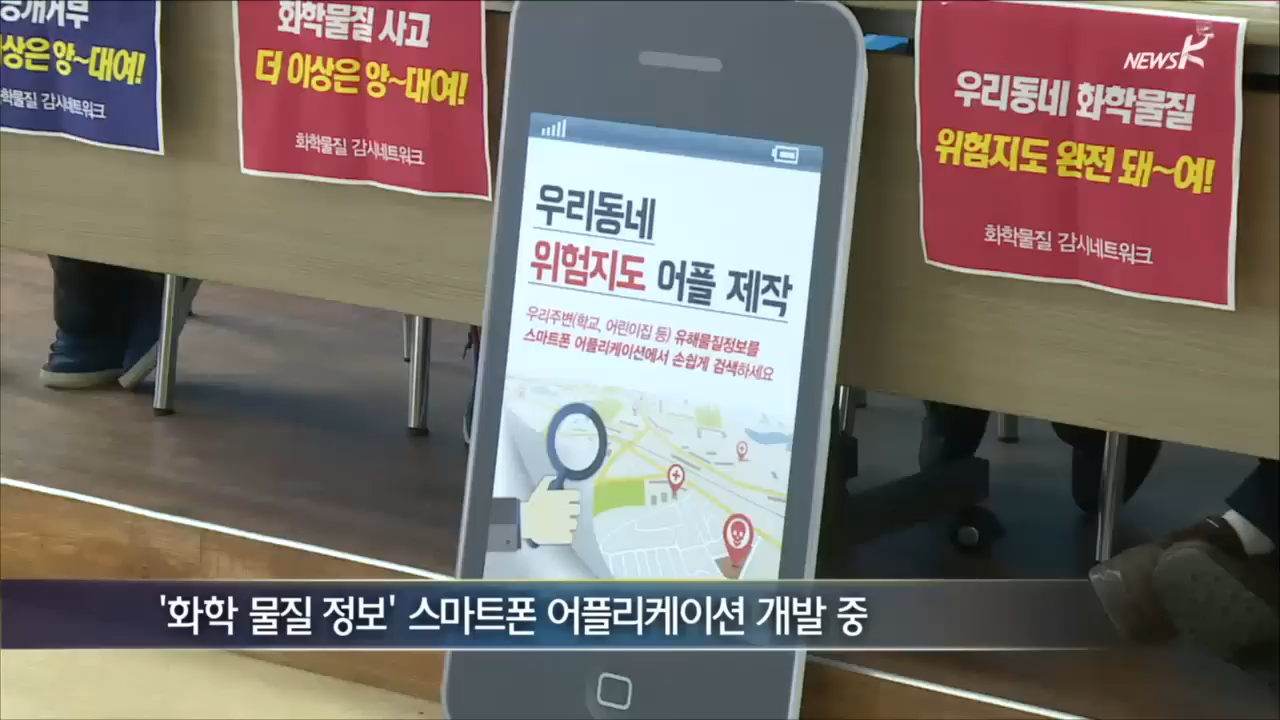 공개거부
이상은 앙~대여!
화학물질 감시네트워크
화학물질 사고
더 이상은 앙~대여!
화학물질 감시네트워크
우리동네
위험지도 어플 제작
우리주변(학교, 어린이집 등) 유해물질정보를
스마트폰 어플리케이션에서 손쉽게 검색하세요
NEWS K
우리동네 화학물질
위험지도 완전 돼~여!
화학물질 감시네트워크
'화학 물질 정보' 스마트폰 어플리케이션 개발 중